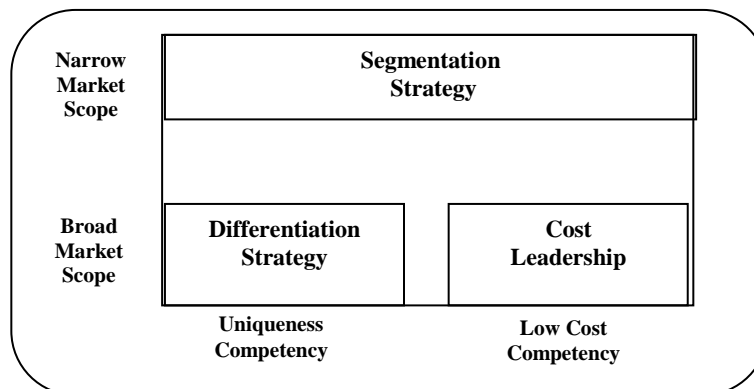 Narrow
Market
Scope
Segmentation
Strategy
Broad
Market
Scope
Differentiation
Strategy
Cost
Leadership
Uniqueness
Competency
Low Cost
Competency